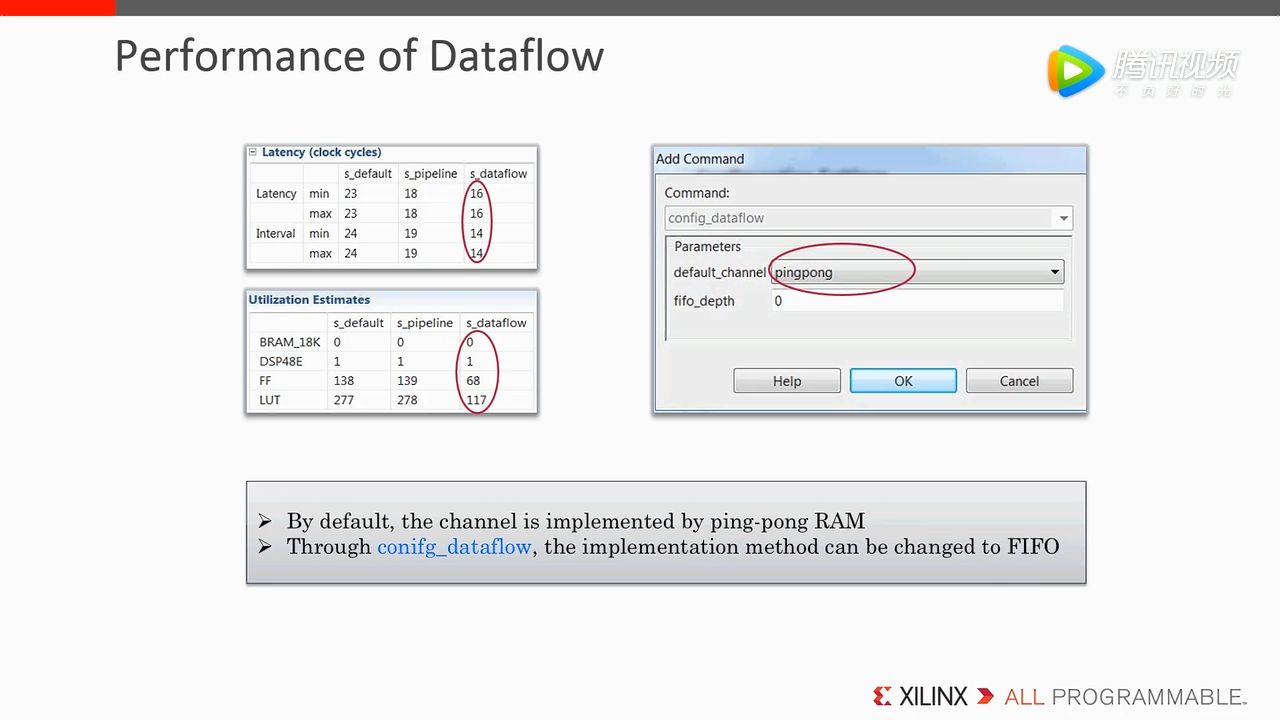 Performance of Dataflow
腾讯视频
不负好时光
Latency (clock cycles)
s_default s_pipeline s_dataflow
Latency min 23 18 16
max 23 18 16
Interval min 24 19 14
max 24 19 14
Utilization Estimates
s_default s_pipeline s_dataflow
BRAM_18K 0 0 0
DSP48E 1 1 1
FF 138 139 68
LUT 277 278 117
Add Command
Command:
config_dataflow
Parameters
default_channel pingpong
fifo_depth 0
Help OK Cancel
By default, the channel is implemented by ping-pong RAM
Through conifg_dataflow, the implementation method can be changed to FIFO
XILINX ALL PROGRAMMABLE™